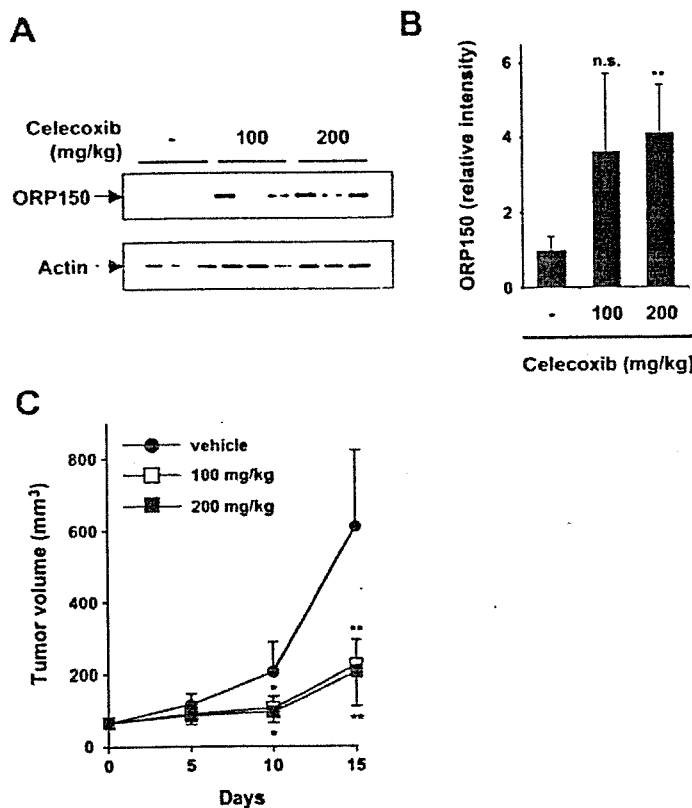 A
Celecoxib (mg/kg) - 100 200
ORP150
Actin
B
ORP150 (relative intensity)
6
4
2
0
n.s.
**
- 100 200
Celecoxib (mg/kg)
C
Tumor volume (mm³)
800
600
400
200
0
vehicle
100 mg/kg
200 mg/kg
*
*
**
**
0 5 10 15
Days